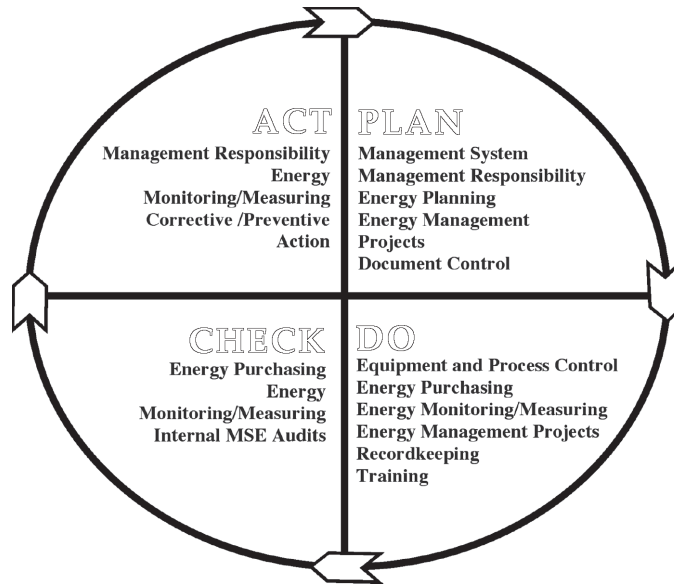 ACT
Management Responsibility
Energy
Monitoring/Measuring
Corrective /Preventive
Action
PLAN
Management System
Management Responsibility
Energy Planning
Energy Management
Projects
Document Control
CHECK
Energy Purchasing
Energy
Monitoring/Measuring
Internal MSE Audits
DO
Equipment and Process Control
Energy Purchasing
Energy Monitoring/Measuring
Energy Management Projects
Recordkeeping
Training